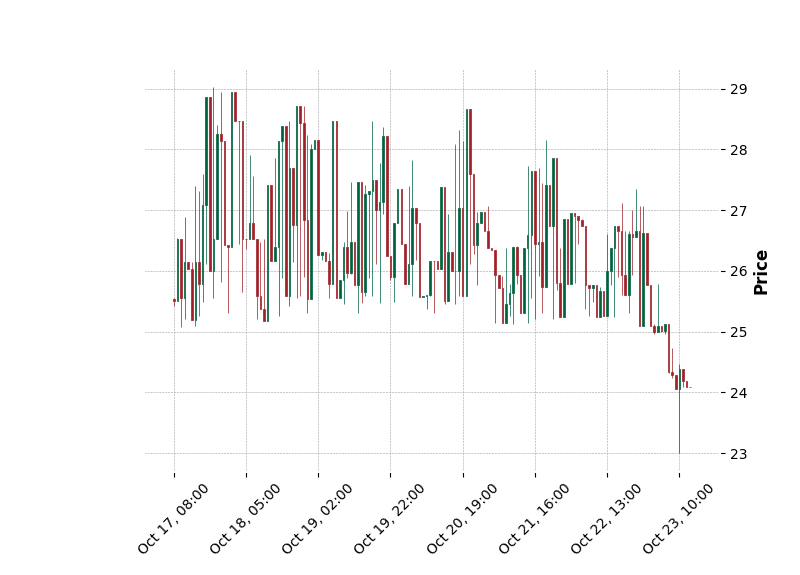 29
28
27
26
25
24
23
Price
Oct 17, 08:00
Oct 18, 05:00
Oct 19, 02:00
Oct 19, 22:00
Oct 20, 19:00
Oct 21, 16:00
Oct 22, 13:00
Oct 23, 10:00